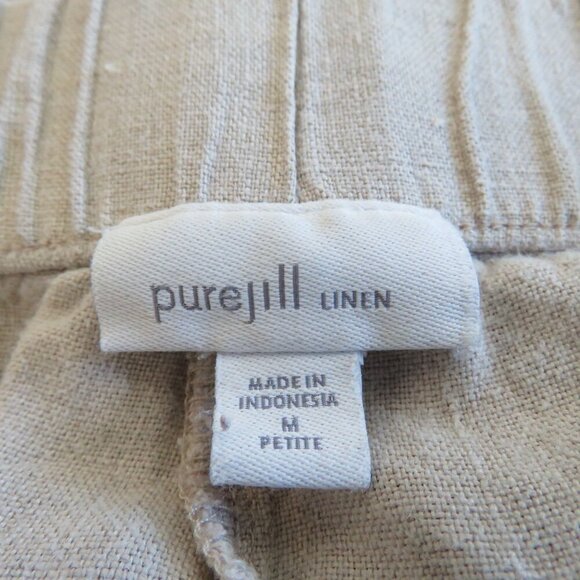 purejill LINEN
MADE IN
INDONESIA
M
PETITE